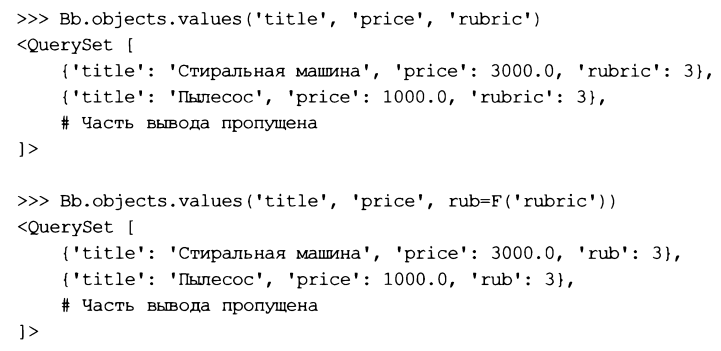 >>> Bb.objects.values('title', 'price', 'rubric')
<QuerySet [
    {'title': 'Стиральная машина', 'price': 3000.0, 'rubric': 3},
    {'title': 'Пылесос', 'price': 1000.0, 'rubric': 3},
    # Часть вывода пропущена
]>

>>> Bb.objects.values('title', 'price', rub=F('rubric'))
<QuerySet [
    {'title': 'Стиральная машина', 'price': 3000.0, 'rub': 3},
    {'title': 'Пылесос', 'price': 1000.0, 'rub': 3},
    # Часть вывода пропущена
]>